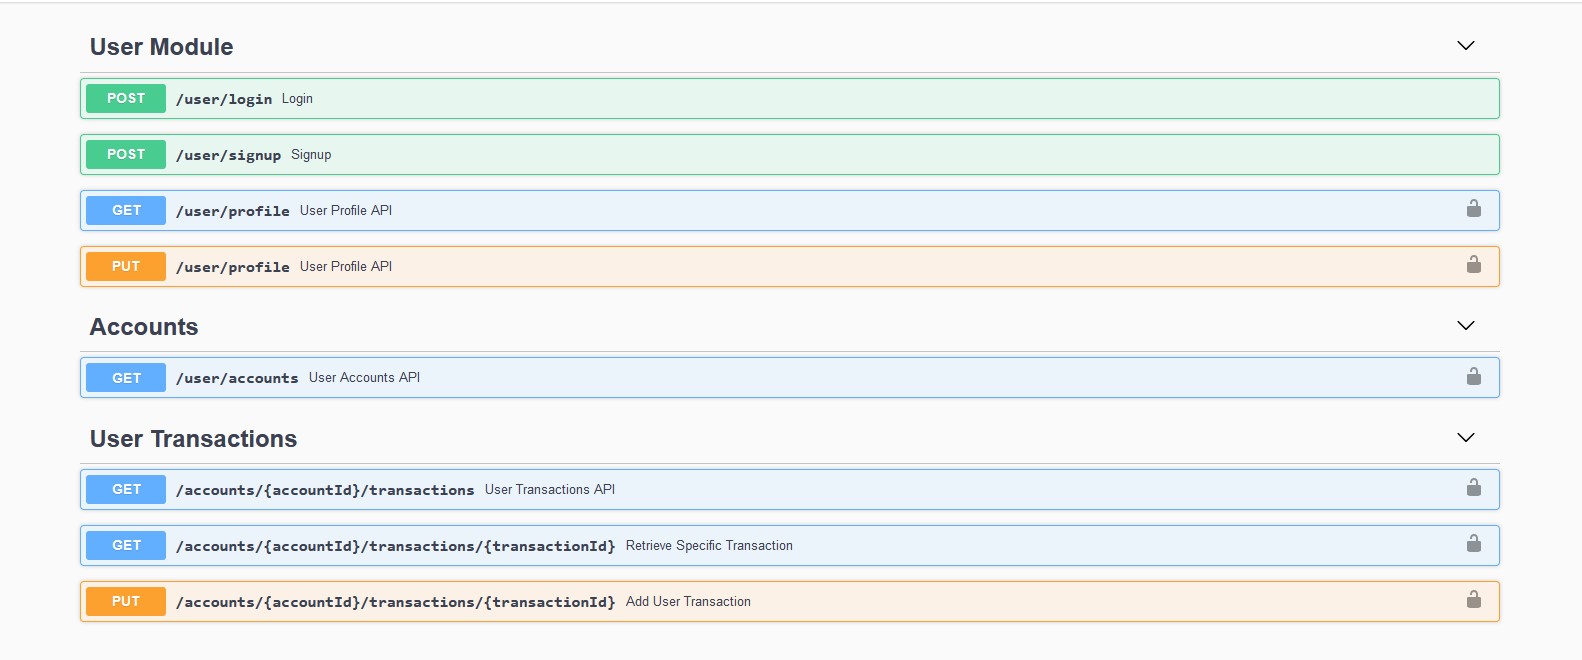 User Module
POST /user/login Login
POST /user/signup Signup
GET /user/profile User Profile API
PUT /user/profile User Profile API
Accounts
GET /user/accounts User Accounts API
User Transactions
GET /accounts/{accountId}/transactions User Transactions API
GET /accounts/{accountId}/transactions/{transactionId} Retrieve Specific Transaction
PUT /accounts/{accountId}/transactions/{transactionId} Add User Transaction